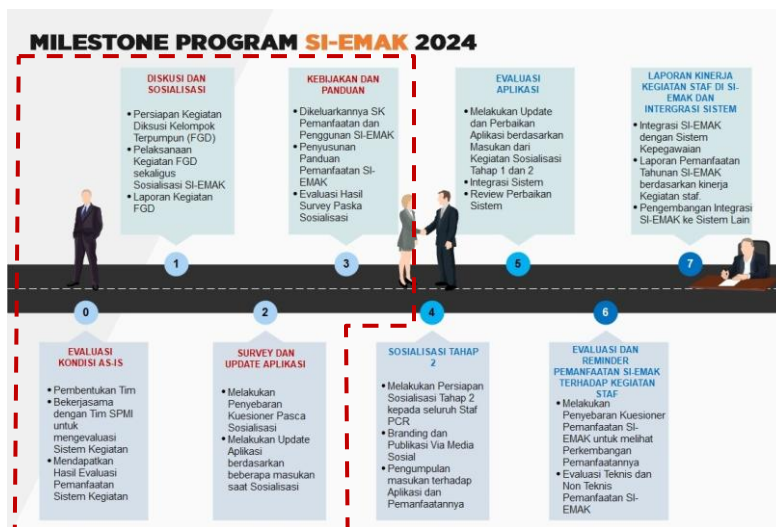 MILESTONE PROGRAM SI-EMAK 2024
DISKUSI DAN
SOSIALISASI
• Persiapan Kegiatan
Diksusi Kelompok
Terpumpun (FGD)
• Pelaksanaan
Kegiatan FGD
sekaligus
Sosialisasi SI-EMAK
• Laporan Kegiatan
FGD
KEBIJAKAN DAN
PANDUAN
• Dikeluarkannya SK
Pemanfaatan dan
Penggunan SI-EMAK
• Penyusunan
Panduan
Pemanfaatan SI-
EMAK
• Evaluasi Hasil
Survey Paska
Sosialisasi
EVALUASI
APLIKASI
• Melakukan Update
dan Perbaikan
Aplikasi berdasarkan
Masukan dari
Kegiatan Sosialisasi
Tahap 1 dan 2
• Integrasi Sistem
• Review Perbaikan
Sistem
LAPORAN KINERJA
KEGIATAN STAF DI SI-
EMAK DAN
INTERGRASI SISTEM
• Integrasi SI-EMAK
dengan Sistem
Kepegawaian
• Laporan Pemanfaatan
Tahunan SI-EMAK
berdasarkan kinerja
Kegiatan staf.
• Pengembangan Integrasi
SI-EMAK ke Sistem Lain
1
3
5
7
0
2
4
6
EVALUASI
KONDISI AS-IS
• Pembentukan Tim
• Bekerjasama
dengan Tim SPMI
untuk
mengevaluasi
Sistem Kegiatan
• Mendapatkan
Hasil Evaluasi
Pemanfaatan
Sistem Kegiatan
SURVEY DAN
UPDATE APLIKASI
• Melakukan
Penyebaran
Kuesioner Pasca
Sosialisasi
• Melakukan Update
Aplikasi
berdasarkan
beberapa masukan
saat Sosialisasi
SOSIALISASI TAHAP
2
• Melakukan Persiapan
Sosialisasi Tahap 2
kepada seluruh Staf
PCR
• Branding dan
Publikasi Via Media
Sosial
• Pengumpulan
masukan terhadap
Aplikasi dan
Pemanfaatannya
EVALUASI DAN
REMINDER
PEMANFAATAN SI-EMAK
TERHADAP KEGIATAN
STAF
• Melakukan
Penyebaran Kuesioner
Pemanfaatan SI-
EMAK untuk melihat
Perkembangan
Pemanfaatannya
• Evaluasi Teknis dan
Non Teknis
Pemanfaatan SI-
EMAK